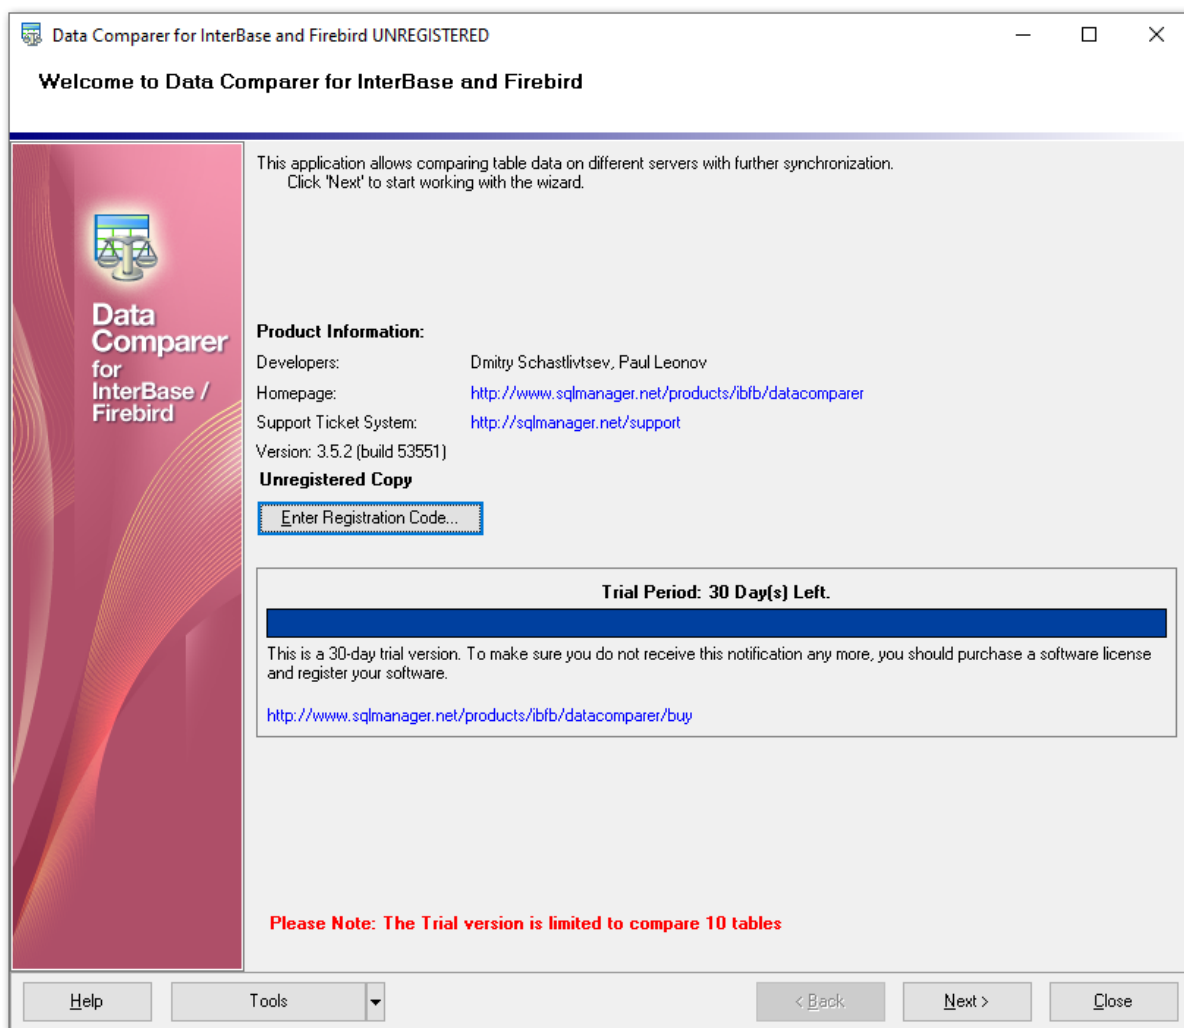 Data Comparer for InterBase and Firebird UNREGISTERED
Welcome to Data Comparer for InterBase and Firebird
This application allows comparing table data on different servers with further synchronization.
Click 'Next' to start working with the wizard.
Data
Comparer
for
InterBase /
Firebird
Product Information:
Developers: Dmitry Schastlivtsev, Paul Leonov
Homepage: http://www.sqlmanager.net/products/ibfb/datacomparer
Support Ticket System: http://sqlmanager.net/support
Version: 3.5.2 (build 53551)
Unregistered Copy
Enter Registration Code...
Trial Period: 30 Day(s) Left.
This is a 30-day trial version. To make sure you do not receive this notification any more, you should purchase a software license
and register your software.
http://www.sqlmanager.net/products/ibfb/datacomparer/buy
Please Note: The Trial version is limited to compare 10 tables
Help Tools < Back Next > Close